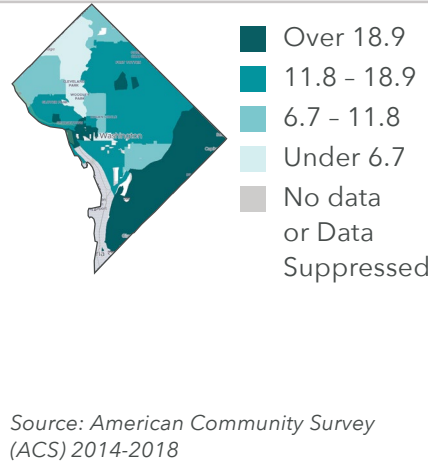 Over 18.9
11.8 – 18.9
6.7 – 11.8
Under 6.7
No data
or Data
Suppressed
Washington
Source: American Community Survey
(ACS) 2014-2018